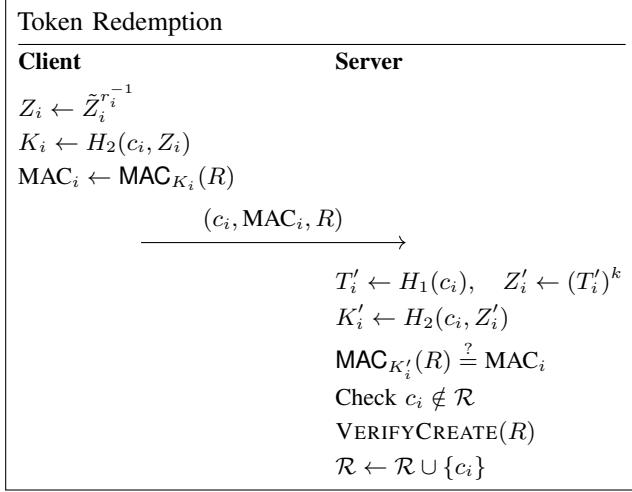 Token Redemption
Client Server
Z_i ← Z̃_i^{r_i^{-1}}
K_i ← H_2(c_i, Z_i)
MAC_i ← MAC_{K_i}(R)
(c_i, MAC_i, R)
T'_i ← H_1(c_i), Z'_i ← (T'_i)^k
K'_i ← H_2(c_i, Z'_i)
MAC_{K'_i}(R) ≟ MAC_i
Check c_i ∉ ℛ
VERIFYCREATE(R)
ℛ ← ℛ ∪ {c_i}